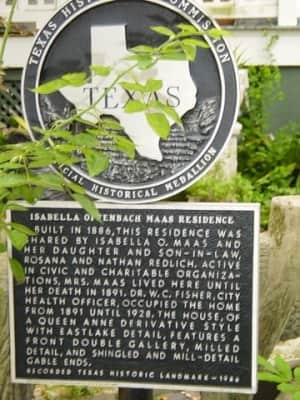 TEXAS HISTORICAL COMMISSION
TEXAS
OFFICIAL HISTORICAL MEDALLION
ISABELLA OFFENBACH MAAS RESIDENCE
BUILT IN 1886, THIS RESIDENCE WAS
SHARED BY ISABELLA O. MAAS AND
HER DAUGHTER AND SON-IN-LAW,
ROSANA AND NATHAN REDLICH. ACTIVE
IN CIVIC AND CHARITABLE ORGANIZA-
TIONS, MRS. MAAS LIVED HERE UNTIL
HER DEATH IN 1891. DR. W. C. FISHER, CITY
HEALTH OFFICER, OCCUPIED THE HOME
FROM 1891 UNTIL 1928. THE HOUSE, OF
A QUEEN ANNE DERIVATIVE STYLE
WITH EASTLAKE DETAIL, FEATURES A
FRONT DOUBLE GALLERY, MILLED
DETAIL, AND SHINGLED AND MILL-DETAIL
GABLE ENDS.
RECORDED TEXAS HISTORIC LANDMARK-1986